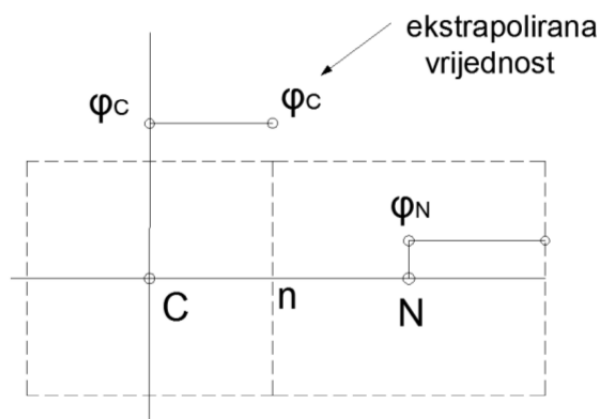 ekstrapolirana
vrijednost
φC φC
φN
C n N